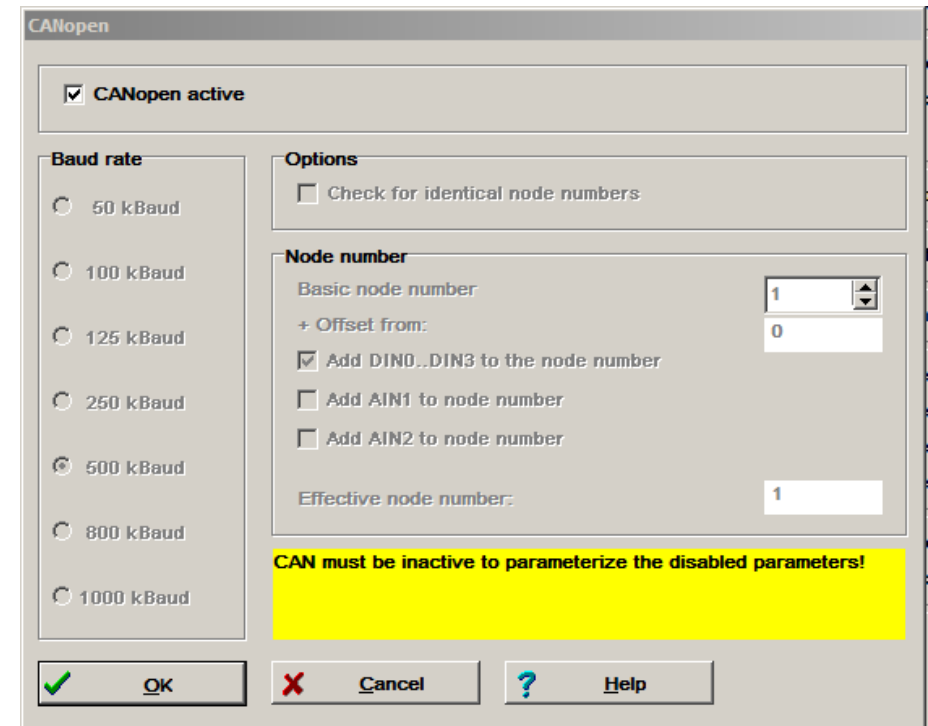 CANopen
CANopen active
Baud rate
50 kBaud
100 kBaud
125 kBaud
250 kBaud
500 kBaud
800 kBaud
1000 kBaud
Options
Check for identical node numbers
Node number
Basic node number 1
+ Offset from: 0
Add DIN0..DIN3 to the node number
Add AIN1 to node number
Add AIN2 to node number
Effective node number: 1
CAN must be inactive to parameterize the disabled parameters!
OK Cancel Help